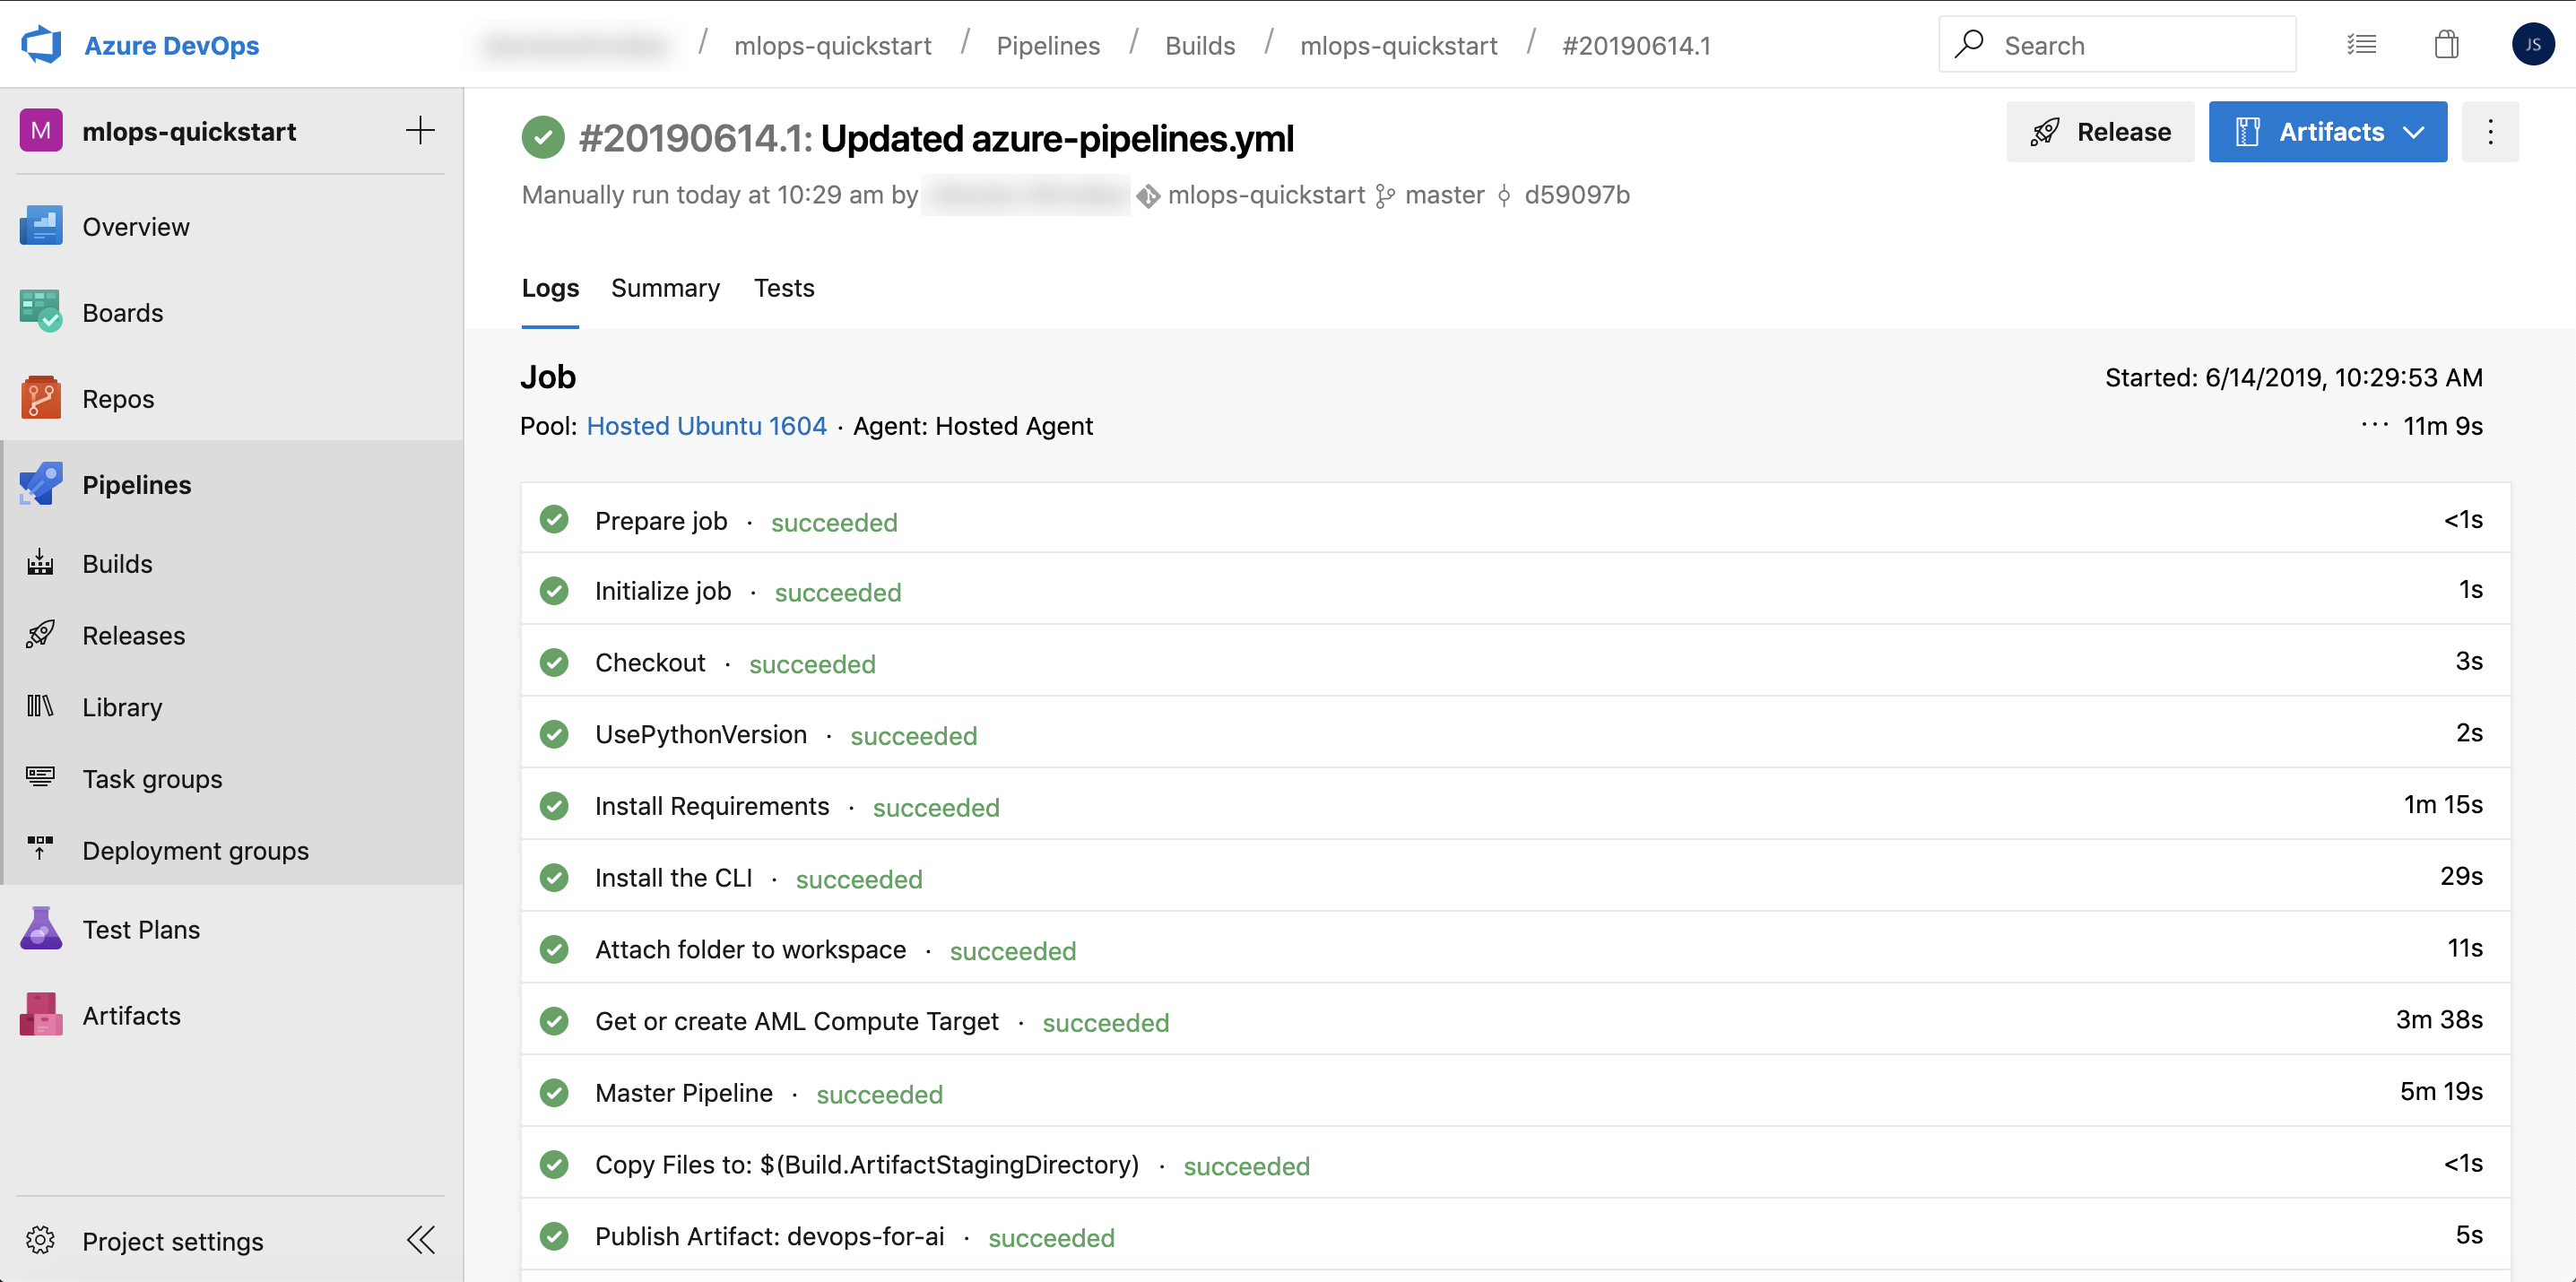 Azure DevOps
/ mlops-quickstart / Pipelines / Builds / mlops-quickstart / #20190614.1
Search
JS
M mlops-quickstart
Overview
Boards
Repos
Pipelines
Builds
Releases
Library
Task groups
Deployment groups
Test Plans
Artifacts
Project settings
#20190614.1: Updated azure-pipelines.yml
Release
Artifacts
Manually run today at 10:29 am by mlops-quickstart master d59097b
Logs Summary Tests
Job
Started: 6/14/2019, 10:29:53 AM
Pool: Hosted Ubuntu 1604 · Agent: Hosted Agent
··· 11m 9s
Prepare job · succeeded <1s
Initialize job · succeeded 1s
Checkout · succeeded 3s
UsePythonVersion · succeeded 2s
Install Requirements · succeeded 1m 15s
Install the CLI · succeeded 29s
Attach folder to workspace · succeeded 11s
Get or create AML Compute Target · succeeded 3m 38s
Master Pipeline · succeeded 5m 19s
Copy Files to: $(Build.ArtifactStagingDirectory) · succeeded <1s
Publish Artifact: devops-for-ai · succeeded 5s